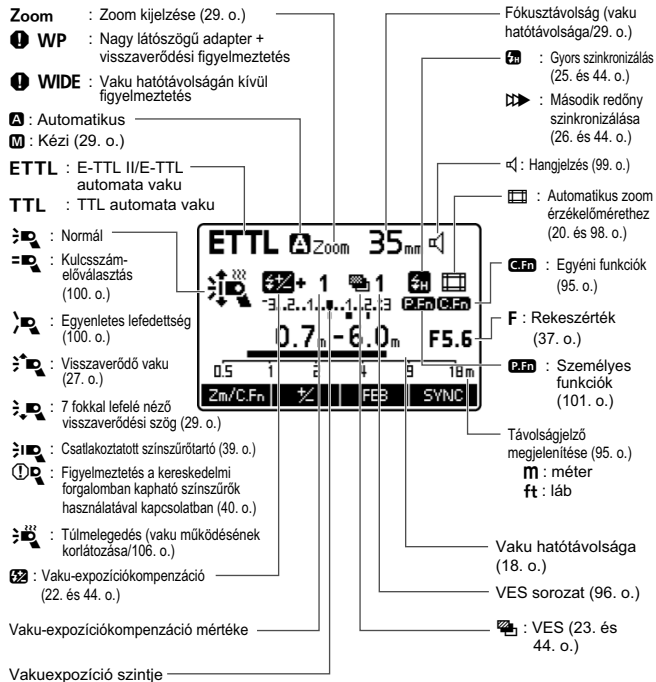 Zoom : Zoom kijelzése (29. o.)
WP : Nagy látószögű adapter +
visszaverődési figyelmeztetés
WIDE : Vaku hatótávolságán kívül
figyelmeztetés
A : Automatikus
M : Kézi (29. o.)
ETTL : E-TTL II/E-TTL
automata vaku
TTL : TTL automata vaku
: Normál
: Kulcsszám-
előválasztás
(100. o.)
: Egyenletes lefedettség
(100. o.)
: Visszaverődő vaku
(27. o.)
: 7 fokkal lefelé néző
visszaverődési szög (29. o.)
: Csatlakoztatott színszűrőtartó (39. o.)
: Figyelmeztetés a kereskedelmi
forgalomban kapható színszűrők
használatával kapcsolatban (40. o.)
: Túlmelegedés (vaku működésének
korlátozása/106. o.)
: Vaku-expozíciókompenzáció
(22. és 44. o.)
Vaku-expozíciókompenzáció mértéke
Vakuexpozíció szintje
ETTL A Zoom 35mm
+ 1 1 H
-3..2..1..■..1..2.:3 P.Fn C.Fn
0.7m-6.0m F5.6
0.5 1 2 4 9 18m
Zm/C.Fn +/- FEB SYNC
Fókusztávolság (vaku
hatótávolsága/29. o.)
H : Gyors szinkronizálás
(25. és 44. o.)
: Második redőny
szinkronizálása
(26. és 44. o.)
: Hangjelzés (99. o.)
: Automatikus zoom
érzékelőmérethez
(20. és 98. o.)
C.Fn : Egyéni funkciók
(95. o.)
F : Rekeszérték
(37. o.)
P.Fn : Személyes
funkciók
(101. o.)
Távolságjelző
megjelenítése (95. o.)
m : méter
ft : láb
Vaku hatótávolsága
(18. o.)
VES sorozat (96. o.)
: VES (23. és
44. o.)